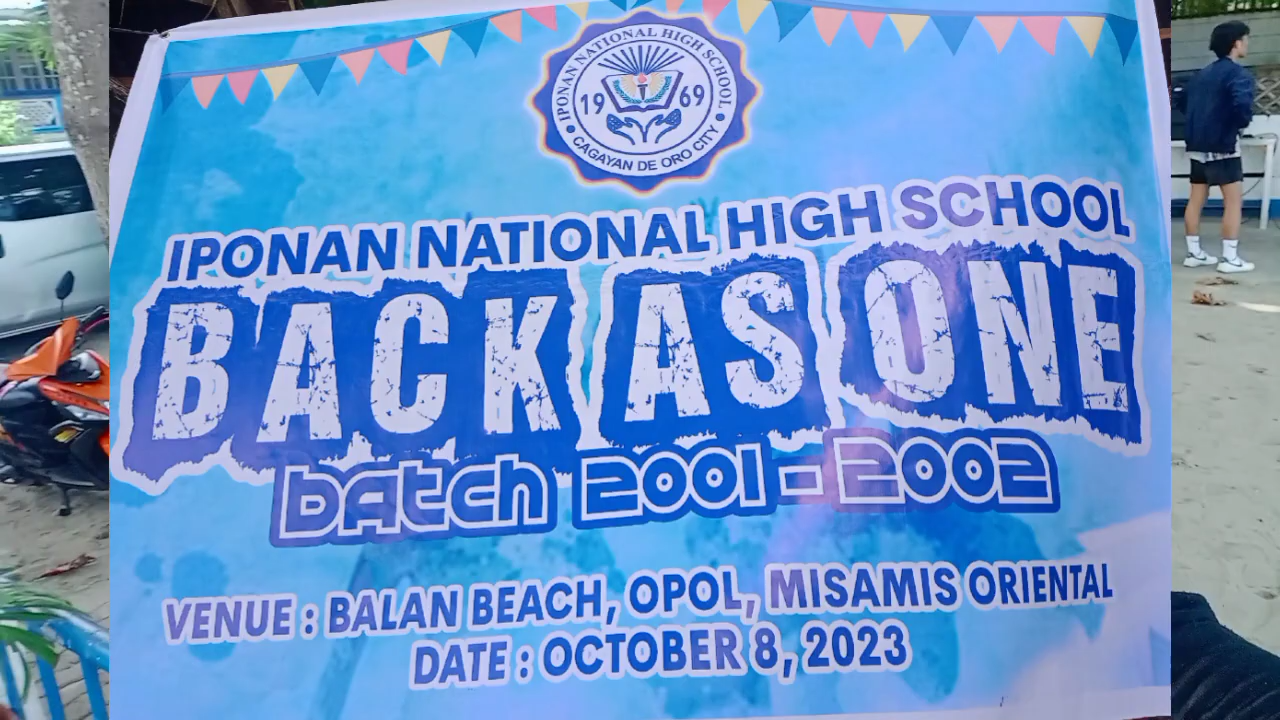 IPONAN NATIONAL HIGH SCHOOL
1969
CAGAYAN DE ORO CITY
IPONAN NATIONAL HIGH SCHOOL
BACK AS ONE
batch 2001 - 2002
VENUE : BALAN BEACH, OPOL, MISAMIS ORIENTAL
DATE : OCTOBER 8, 2023